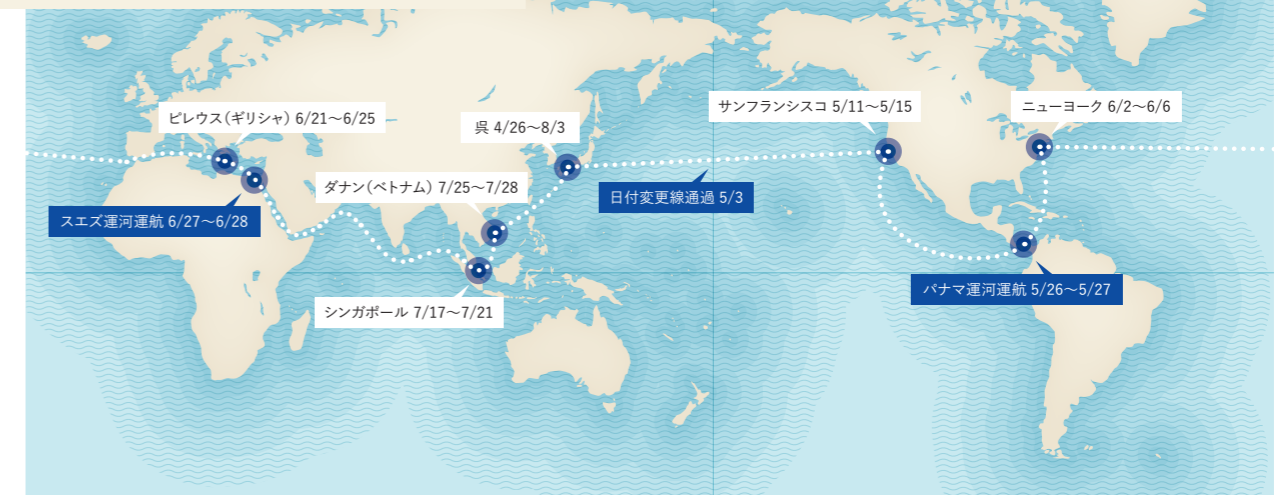 サンフランシスコ 5/11〜5/15
ニューヨーク 6/2〜6/6
ピレウス(ギリシャ) 6/21〜6/25
呉 4/26〜8/3
ダナン(ベトナム) 7/25〜7/28
日付変更線通過 5/3
スエズ運河運航 6/27〜6/28
パナマ運河運航 5/26〜5/27
シンガポール 7/17〜7/21